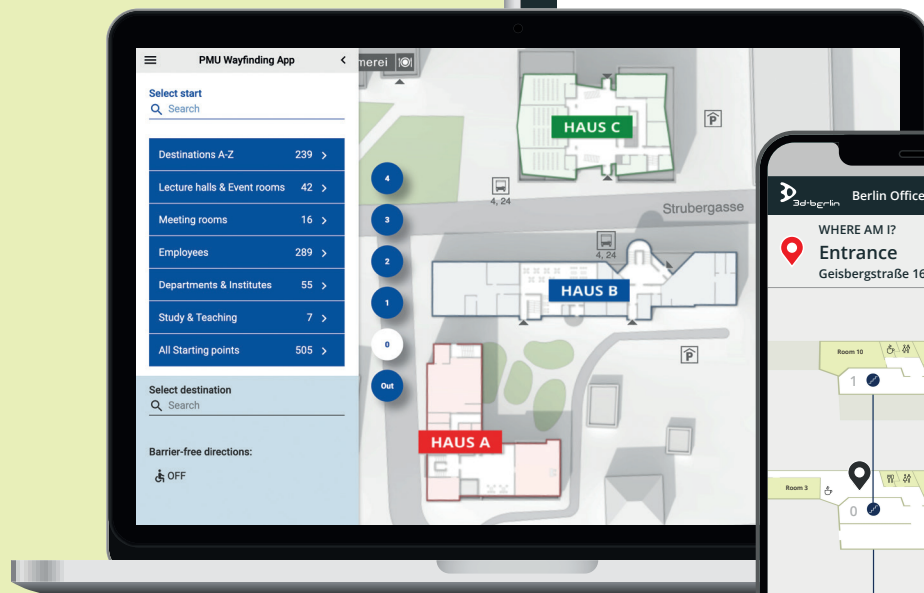 PMU Wayfinding App
Select start
Search
Destinations A-Z 239
Lecture halls & Event rooms 42
Meeting rooms 16
Employees 289
Departments & Institutes 55
Study & Teaching 7
All Starting points 505
Select destination
Search
Barrier-free directions:
OFF
4
3
2
1
0
Out
merei
HAUS C
P
4, 24
Strubergasse
4, 24
HAUS B
P
HAUS A
3d-berlin Berlin Office
WHERE AM I?
Entrance
Geisbergstraße 16
Room 10
1
Room 3
0